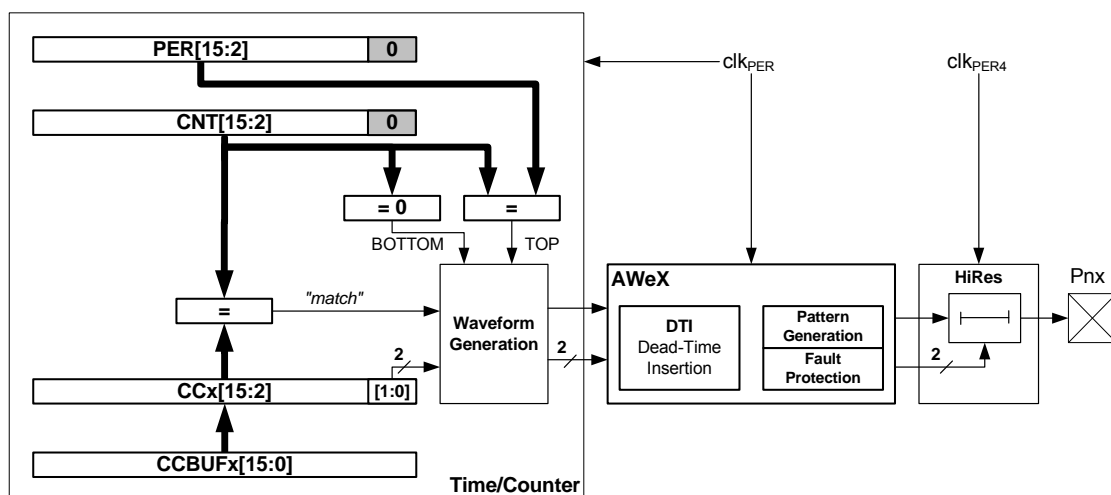 PER[15:2] 0
clkPER
clkPER4
CNT[15:2] 0
= 0
=
BOTTOM
TOP
AWeX
HiRes
Pnx
=
"match"
Waveform
Generation
DTI
Dead-Time
Insertion
Pattern
Generation
Fault
Protection
2
2
2
CCx[15:2] [1:0]
CCBUFx[15:0]
Time/Counter